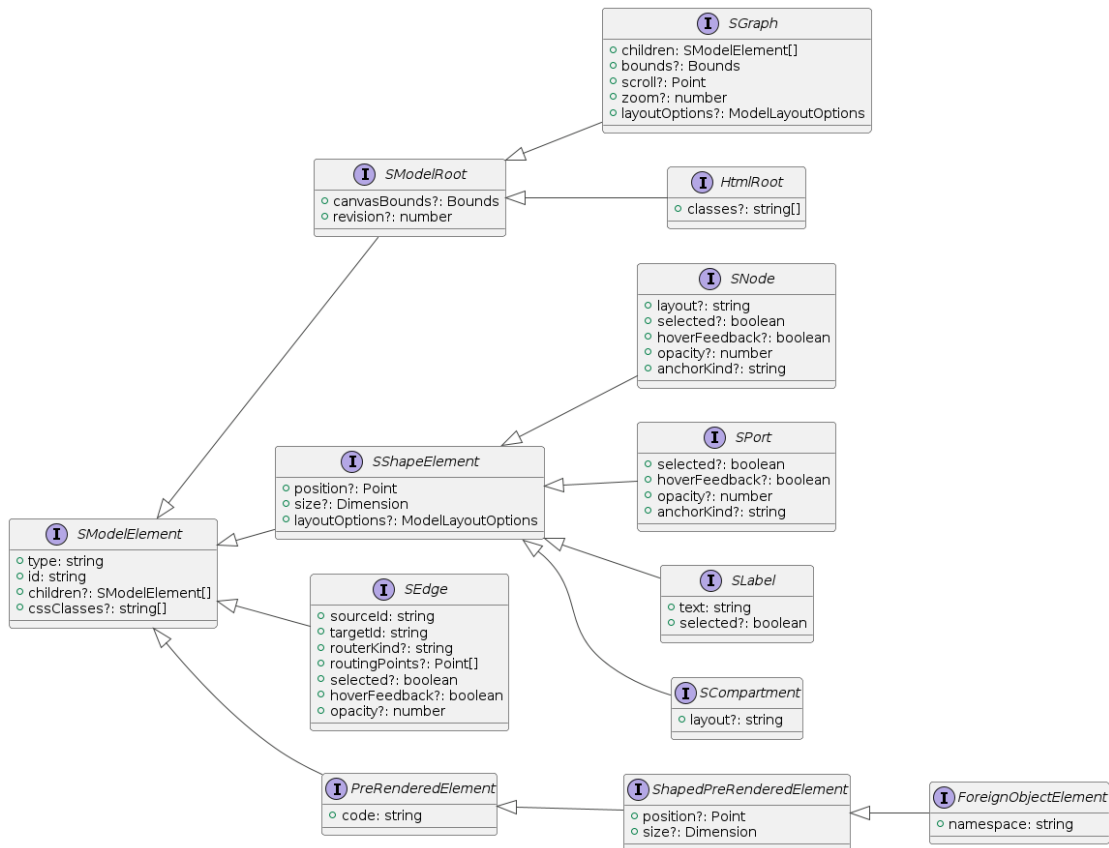 I SGraph
children: SModelElement[]
bounds?: Bounds
scroll?: Point
zoom?: number
layoutOptions?: ModelLayoutOptions
I SModelRoot
canvasBounds?: Bounds
revision?: number
I HtmlRoot
classes?: string[]
I SNode
layout?: string
selected?: boolean
hoverFeedback?: boolean
opacity?: number
anchorKind?: string
I SPort
selected?: boolean
hoverFeedback?: boolean
opacity?: number
anchorKind?: string
I SShapeElement
position?: Point
size?: Dimension
layoutOptions?: ModelLayoutOptions
I SModelElement
type: string
id: string
children?: SModelElement[]
cssClasses?: string[]
I SEdge
sourceId: string
targetId: string
routerKind?: string
routingPoints?: Point[]
selected?: boolean
hoverFeedback?: boolean
opacity?: number
I SLabel
text: string
selected?: boolean
I SCompartment
layout?: string
I PreRenderedElement
code: string
I ShapedPreRenderedElement
position?: Point
size?: Dimension
I ForeignObjectElement
namespace: string